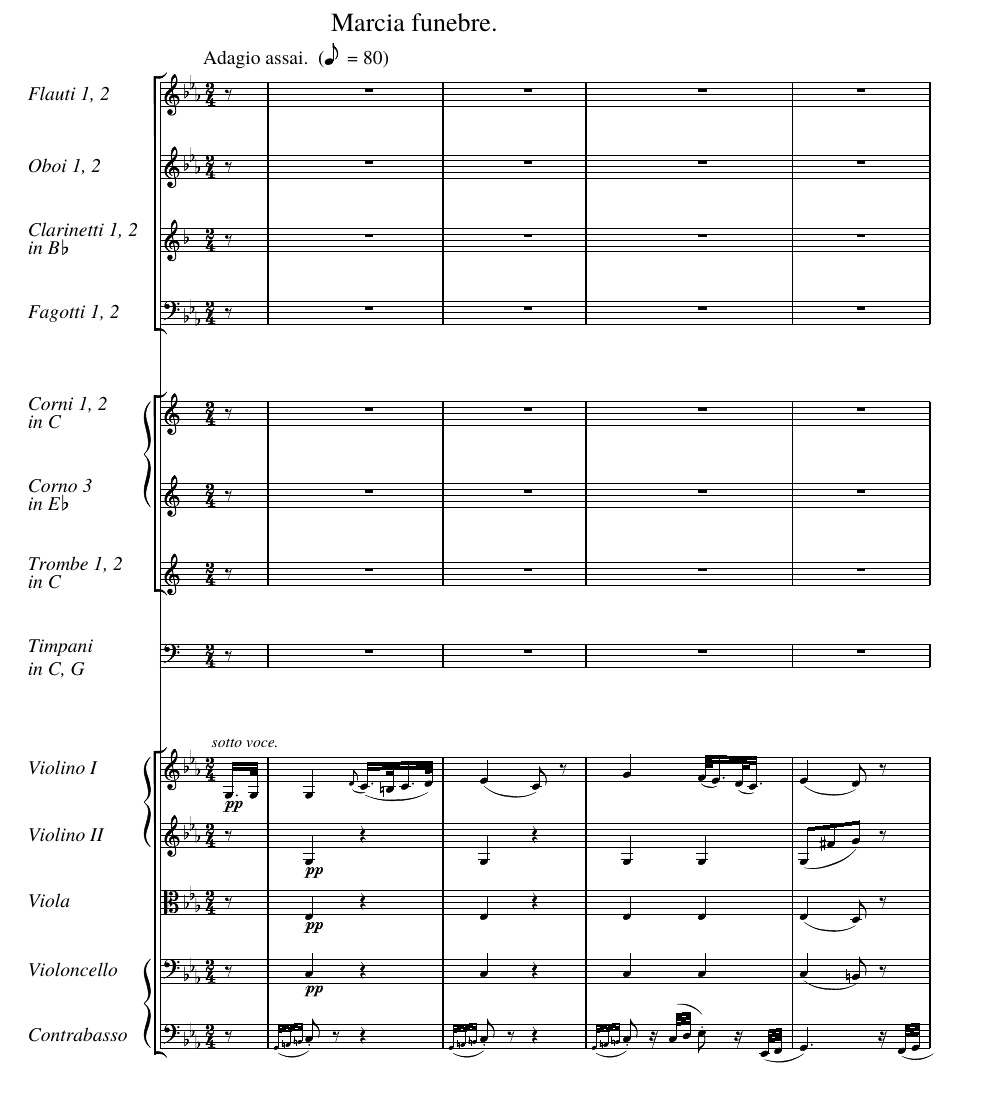 Marcia funebre.
Adagio assai. (♪ = 80)
Flauti 1, 2
Oboi 1, 2
Clarinetti 1, 2
in B♭
Fagotti 1, 2
Corni 1, 2
in C
Corno 3
in E♭
Trombe 1, 2
in C
Timpani
in C, G
sotto voce.
Violino I
pp
Violino II
pp
Viola
pp
Violoncello
pp
Contrabasso